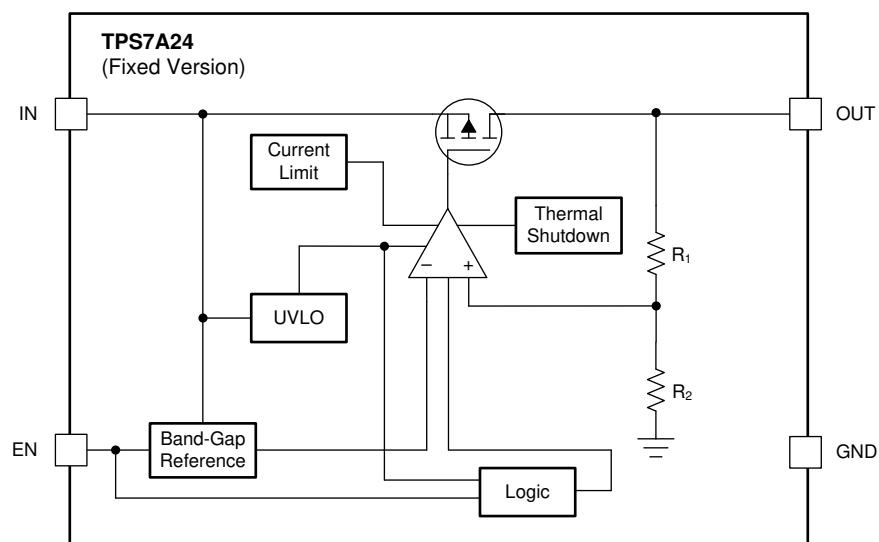 TPS7A24
(Fixed Version)
IN
OUT
Current
Limit
Thermal
Shutdown
R1
− +
UVLO
R2
EN
Band-Gap
Reference
GND
Logic